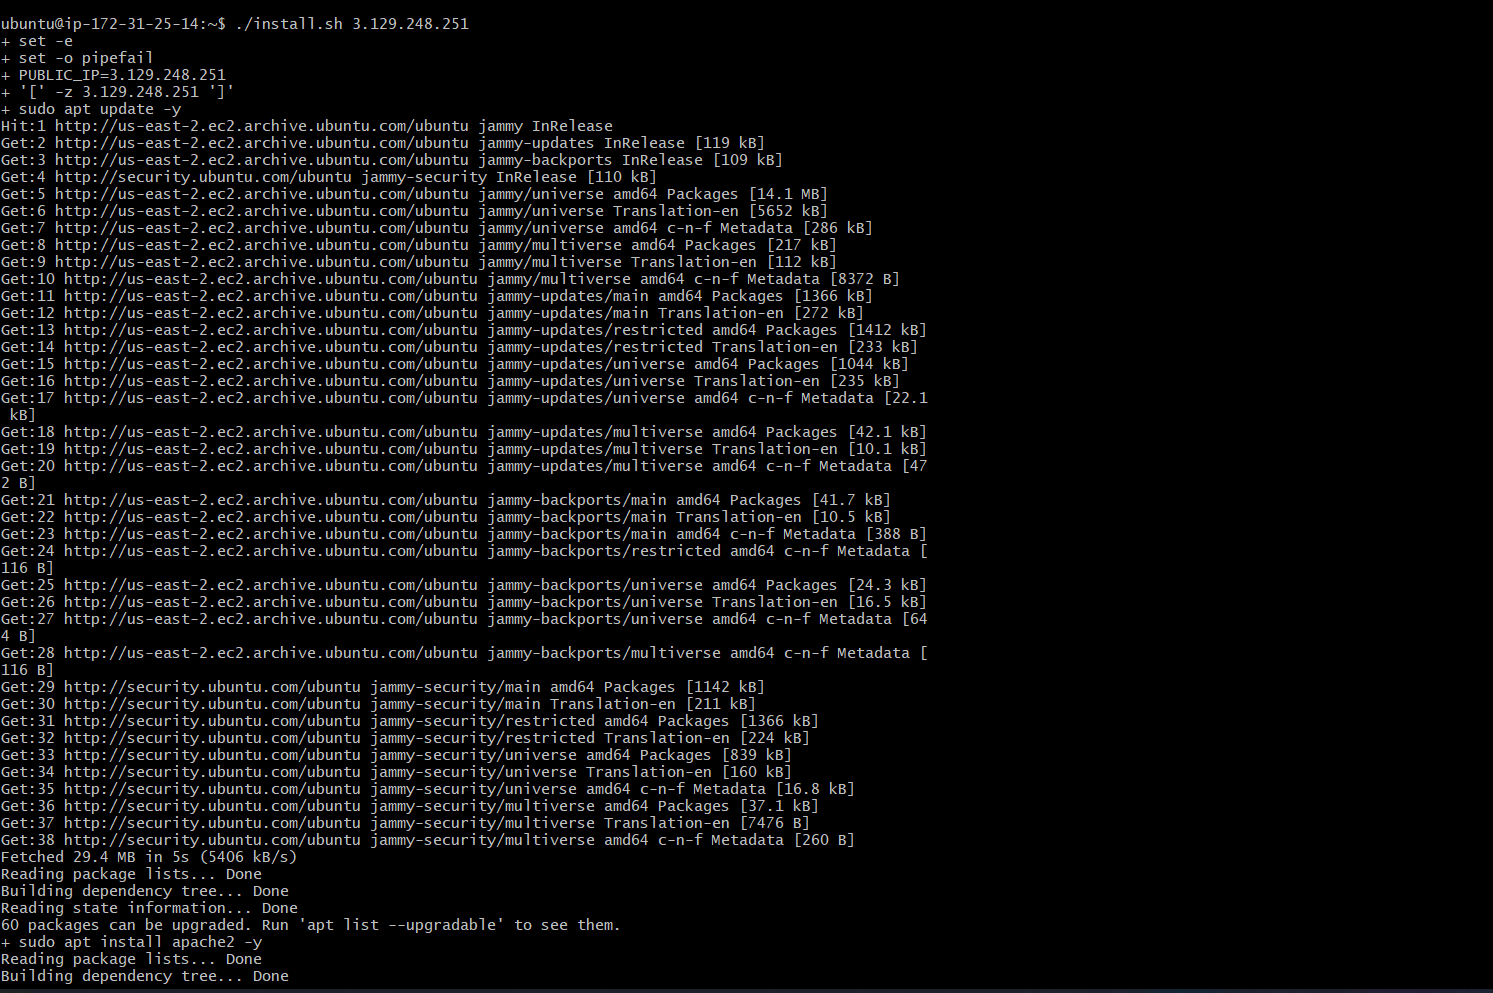 ubuntu@ip-172-31-25-14:~$ ./install.sh 3.129.248.251
+ set -e
+ set -o pipefail
+ PUBLIC_IP=3.129.248.251
+ '[' -z 3.129.248.251 ']'
+ sudo apt update -y
Hit:1 http://us-east-2.ec2.archive.ubuntu.com/ubuntu jammy InRelease
Get:2 http://us-east-2.ec2.archive.ubuntu.com/ubuntu jammy-updates InRelease [119 kB]
Get:3 http://us-east-2.ec2.archive.ubuntu.com/ubuntu jammy-backports InRelease [109 kB]
Get:4 http://security.ubuntu.com/ubuntu jammy-security InRelease [110 kB]
Get:5 http://us-east-2.ec2.archive.ubuntu.com/ubuntu jammy/universe amd64 Packages [14.1 MB]
Get:6 http://us-east-2.ec2.archive.ubuntu.com/ubuntu jammy/universe Translation-en [5652 kB]
Get:7 http://us-east-2.ec2.archive.ubuntu.com/ubuntu jammy/universe amd64 c-n-f Metadata [286 kB]
Get:8 http://us-east-2.ec2.archive.ubuntu.com/ubuntu jammy/multiverse amd64 Packages [217 kB]
Get:9 http://us-east-2.ec2.archive.ubuntu.com/ubuntu jammy/multiverse Translation-en [112 kB]
Get:10 http://us-east-2.ec2.archive.ubuntu.com/ubuntu jammy/multiverse amd64 c-n-f Metadata [8372 B]
Get:11 http://us-east-2.ec2.archive.ubuntu.com/ubuntu jammy-updates/main amd64 Packages [1366 kB]
Get:12 http://us-east-2.ec2.archive.ubuntu.com/ubuntu jammy-updates/main Translation-en [272 kB]
Get:13 http://us-east-2.ec2.archive.ubuntu.com/ubuntu jammy-updates/restricted amd64 Packages [1412 kB]
Get:14 http://us-east-2.ec2.archive.ubuntu.com/ubuntu jammy-updates/restricted Translation-en [233 kB]
Get:15 http://us-east-2.ec2.archive.ubuntu.com/ubuntu jammy-updates/universe amd64 Packages [1044 kB]
Get:16 http://us-east-2.ec2.archive.ubuntu.com/ubuntu jammy-updates/universe Translation-en [235 kB]
Get:17 http://us-east-2.ec2.archive.ubuntu.com/ubuntu jammy-updates/universe amd64 c-n-f Metadata [22.1
 kB]
Get:18 http://us-east-2.ec2.archive.ubuntu.com/ubuntu jammy-updates/multiverse amd64 Packages [42.1 kB]
Get:19 http://us-east-2.ec2.archive.ubuntu.com/ubuntu jammy-updates/multiverse Translation-en [10.1 kB]
Get:20 http://us-east-2.ec2.archive.ubuntu.com/ubuntu jammy-updates/multiverse amd64 c-n-f Metadata [47
2 B]
Get:21 http://us-east-2.ec2.archive.ubuntu.com/ubuntu jammy-backports/main amd64 Packages [41.7 kB]
Get:22 http://us-east-2.ec2.archive.ubuntu.com/ubuntu jammy-backports/main Translation-en [10.5 kB]
Get:23 http://us-east-2.ec2.archive.ubuntu.com/ubuntu jammy-backports/main amd64 c-n-f Metadata [388 B]
Get:24 http://us-east-2.ec2.archive.ubuntu.com/ubuntu jammy-backports/restricted amd64 c-n-f Metadata [
116 B]
Get:25 http://us-east-2.ec2.archive.ubuntu.com/ubuntu jammy-backports/universe amd64 Packages [24.3 kB]
Get:26 http://us-east-2.ec2.archive.ubuntu.com/ubuntu jammy-backports/universe Translation-en [16.5 kB]
Get:27 http://us-east-2.ec2.archive.ubuntu.com/ubuntu jammy-backports/universe amd64 c-n-f Metadata [64
4 B]
Get:28 http://us-east-2.ec2.archive.ubuntu.com/ubuntu jammy-backports/multiverse amd64 c-n-f Metadata [
116 B]
Get:29 http://security.ubuntu.com/ubuntu jammy-security/main amd64 Packages [1142 kB]
Get:30 http://security.ubuntu.com/ubuntu jammy-security/main Translation-en [211 kB]
Get:31 http://security.ubuntu.com/ubuntu jammy-security/restricted amd64 Packages [1366 kB]
Get:32 http://security.ubuntu.com/ubuntu jammy-security/restricted Translation-en [224 kB]
Get:33 http://security.ubuntu.com/ubuntu jammy-security/universe amd64 Packages [839 kB]
Get:34 http://security.ubuntu.com/ubuntu jammy-security/universe Translation-en [160 kB]
Get:35 http://security.ubuntu.com/ubuntu jammy-security/universe amd64 c-n-f Metadata [16.8 kB]
Get:36 http://security.ubuntu.com/ubuntu jammy-security/multiverse amd64 Packages [37.1 kB]
Get:37 http://security.ubuntu.com/ubuntu jammy-security/multiverse Translation-en [7476 B]
Get:38 http://security.ubuntu.com/ubuntu jammy-security/multiverse amd64 c-n-f Metadata [260 B]
Fetched 29.4 MB in 5s (5406 kB/s)
Reading package lists... Done
Building dependency tree... Done
Reading state information... Done
60 packages can be upgraded. Run 'apt list --upgradable' to see them.
+ sudo apt install apache2 -y
Reading package lists... Done
Building dependency tree... Done